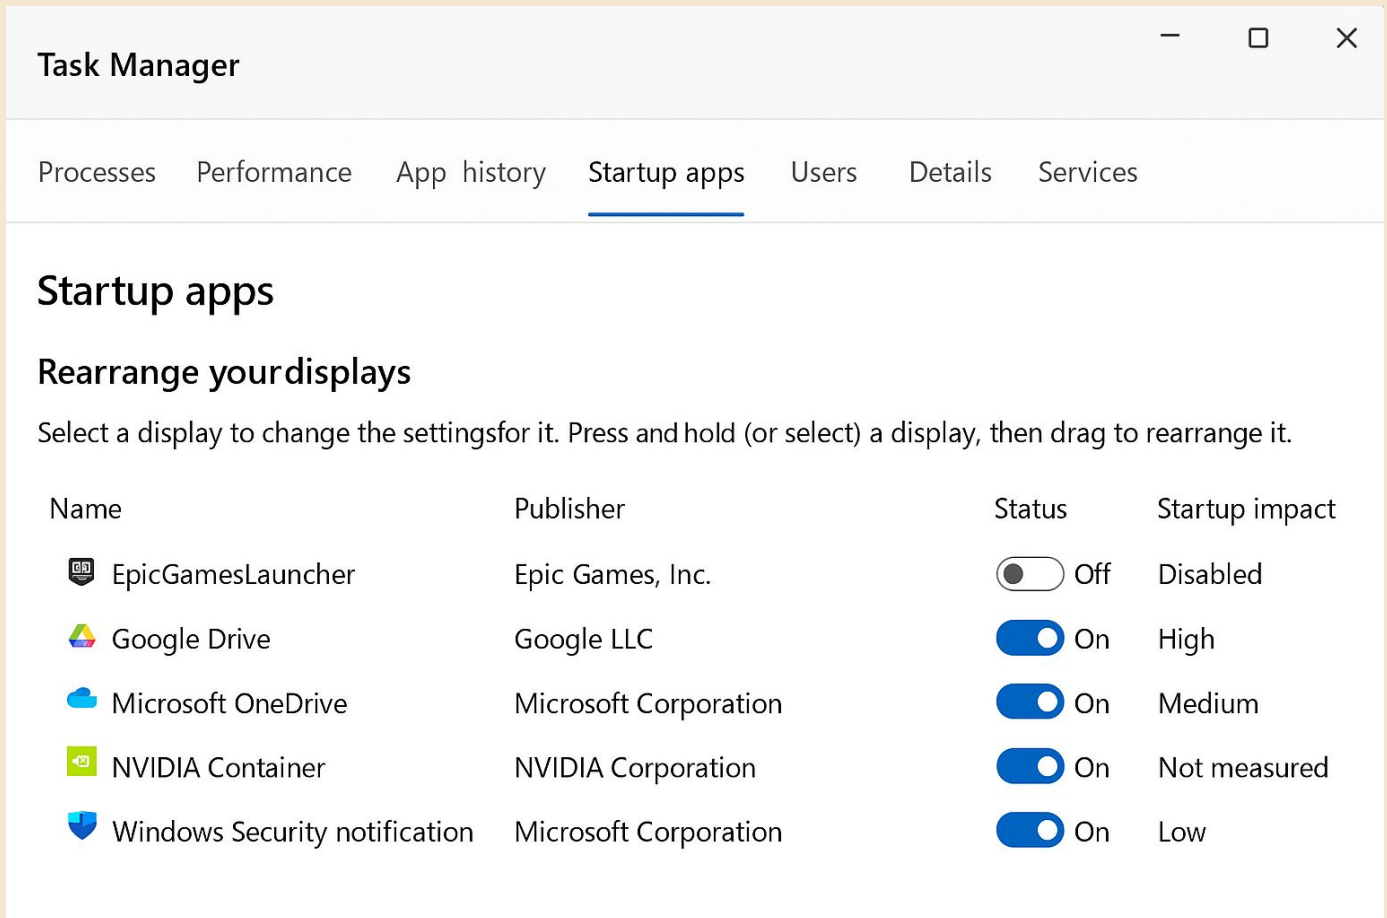 Task Manager
Processes Performance App history Startup apps Users Details Services
Startup apps
Rearrange yourdisplays
Select a display to change the settingsfor it. Press and hold (or select) a display, then drag to rearrange it.
Name Publisher Status Startup impact
EpicGamesLauncher Epic Games, Inc. Off Disabled
Google Drive Google LLC On High
Microsoft OneDrive Microsoft Corporation On Medium
NVIDIA Container NVIDIA Corporation On Not measured
Windows Security notification Microsoft Corporation On Low